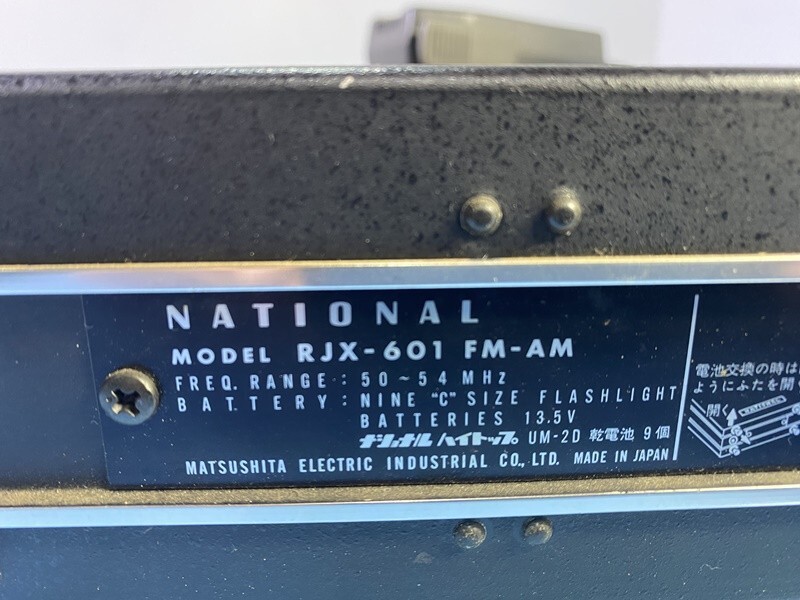 NATIONAL
MODEL RJX-601 FM-AM
FREQ. RANGE : 50 ~ 54 MHz
BATTERY : NINE "C" SIZE FLASHLIGHT
BATTERIES 13.5V
ナショナル ハイトップ UM-2D 乾電池 9個
MATSUSHITA ELECTRIC INDUSTRIAL CO., LTD. MADE IN JAPAN
電池交換の時は
ようにふたを開
開く
NATIONAL